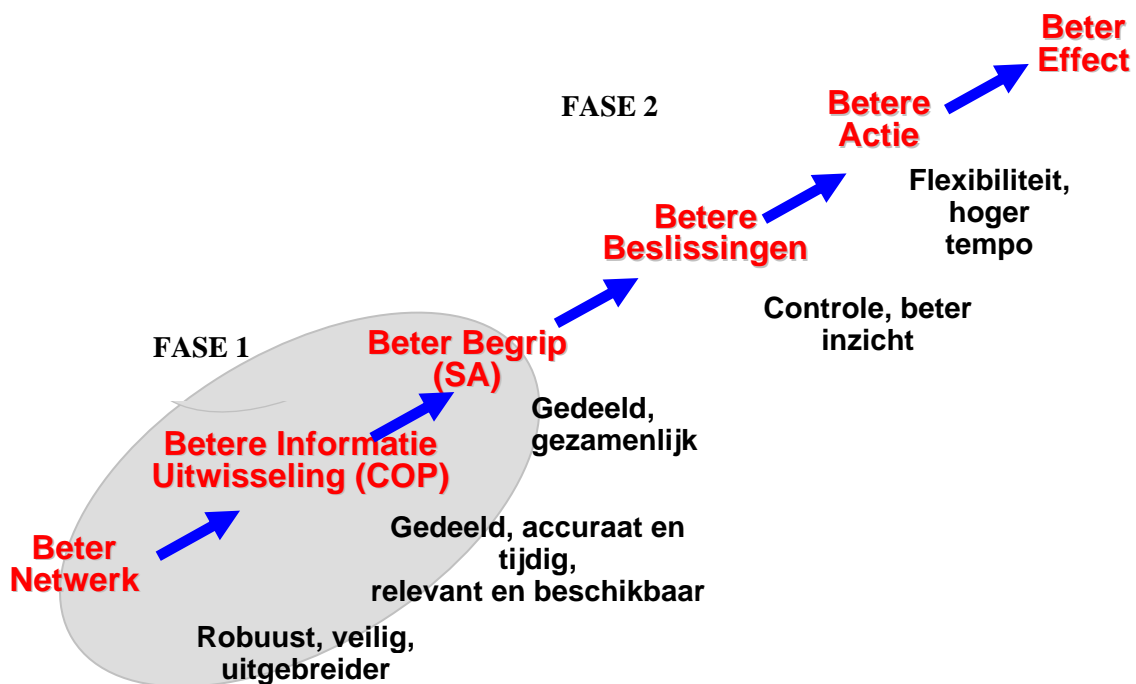 Beter
Effect
Betere
Actie
FASE 2
Flexibiliteit,
hoger
tempo
Betere
Beslissingen
Controle, beter
inzicht
FASE 1
Beter Begrip
(SA)
Gedeeld,
gezamenlijk
Betere Informatie
Uitwisseling (COP)
Gedeeld, accuraat en
tijdig,
relevant en beschikbaar
Beter
Netwerk
Robuust, veilig,
uitgebreider